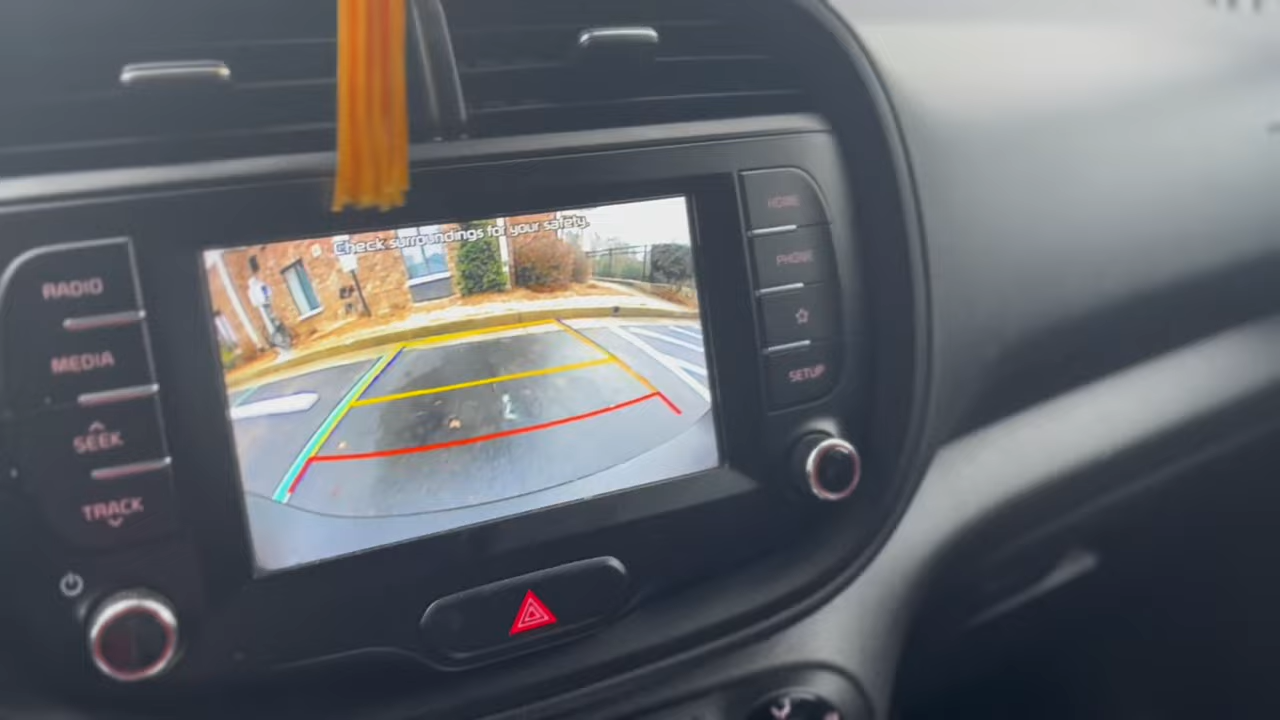 Check surroundings for your safety.
RADIO
MEDIA
SEEK
TRACK
HOME
PHONE
SETUP